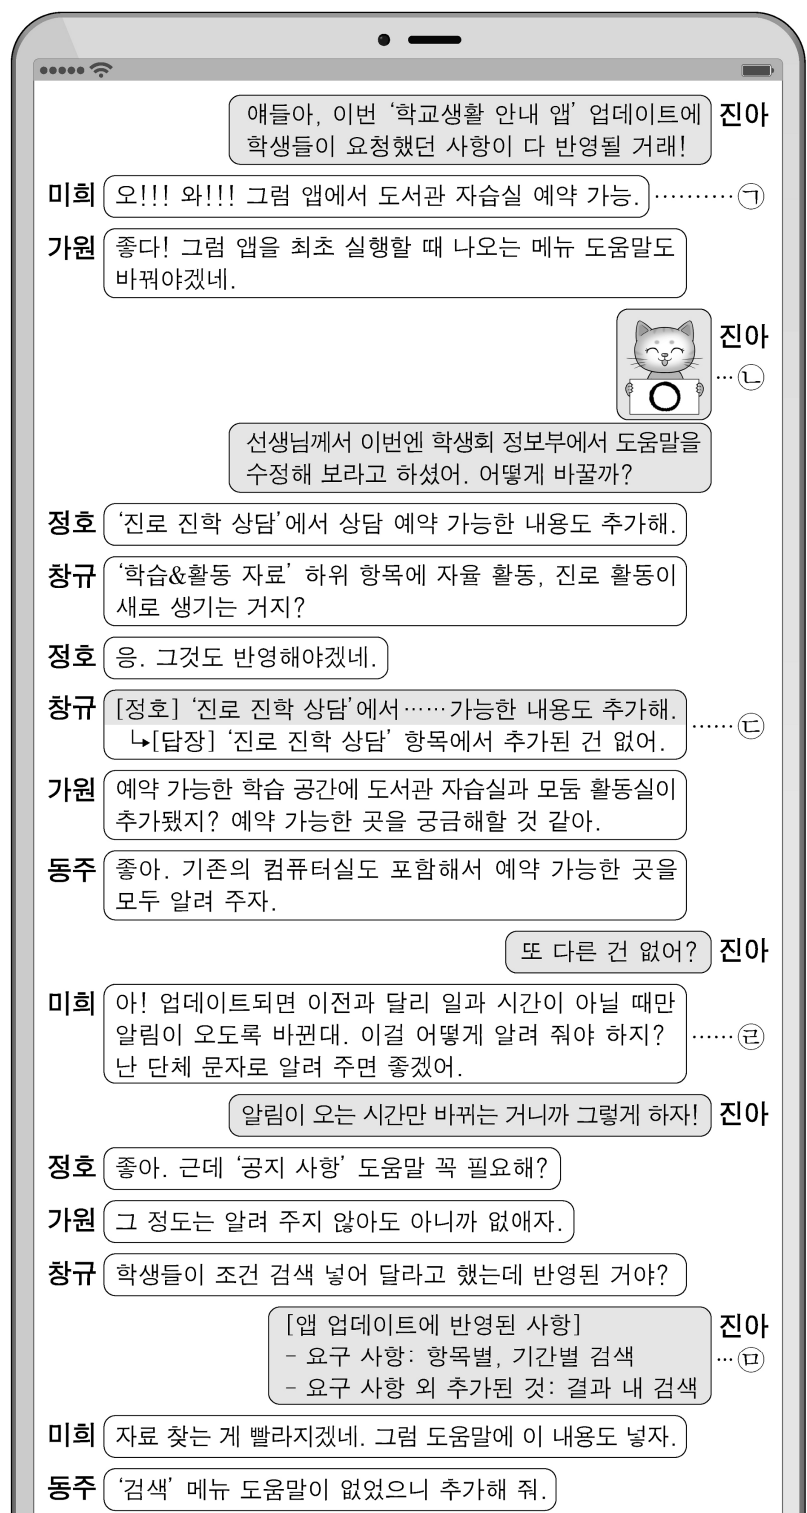 얘들아, 이번 ‘학교생활 안내 앱’ 업데이트에 진아
학생들이 요청했던 사항이 다 반영될 거래!
미희 오!!! 와!!! 그럼 앱에서 도서관 자습실 예약 가능. ………… ㉠
가원 좋다! 그럼 앱을 최초 실행할 때 나오는 메뉴 도움말도
바꿔야겠네.
진아
… ㉡
선생님께서 이번엔 학생회 정보부에서 도움말을
수정해 보라고 하셨어. 어떻게 바꿀까?
정호 ‘진로 진학 상담’에서 상담 예약 가능한 내용도 추가해.
창규 ‘학습&활동 자료’ 하위 항목에 자율 활동, 진로 활동이
새로 생기는 거지?
정호 응. 그것도 반영해야겠네.
창규 [정호] ‘진로 진학 상담’에서……가능한 내용도 추가해.
↳[답장] ‘진로 진학 상담’ 항목에서 추가된 건 없어. …… ㉢
가원 예약 가능한 학습 공간에 도서관 자습실과 모둠 활동실이
추가됐지? 예약 가능한 곳을 궁금해할 것 같아.
동주 좋아. 기존의 컴퓨터실도 포함해서 예약 가능한 곳을
모두 알려 주자.
또 다른 건 없어? 진아
미희 아! 업데이트되면 이전과 달리 일과 시간이 아닐 때만
알림이 오도록 바뀐대. 이걸 어떻게 알려 줘야 하지? …… ㉣
난 단체 문자로 알려 주면 좋겠어.
알림이 오는 시간만 바뀌는 거니까 그렇게 하자! 진아
정호 좋아. 근데 ‘공지 사항’ 도움말 꼭 필요해?
가원 그 정도는 알려 주지 않아도 아니까 없애자.
창규 학생들이 조건 검색 넣어 달라고 했는데 반영된 거야?
[앱 업데이트에 반영된 사항] 진아
- 요구 사항: 항목별, 기간별 검색 … ㉤
- 요구 사항 외 추가된 것: 결과 내 검색
미희 자료 찾는 게 빨라지겠네. 그럼 도움말에 이 내용도 넣자.
동주 ‘검색’ 메뉴 도움말이 없었으니 추가해 줘.